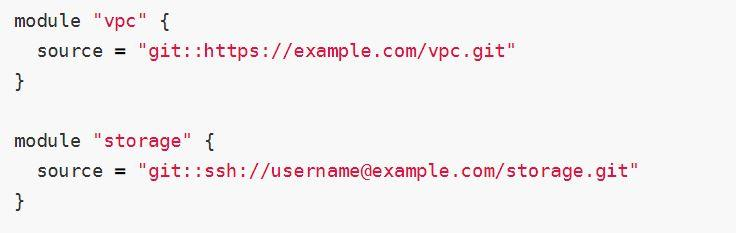 module "vpc" {
  source = "git::https://example.com/vpc.git"
}

module "storage" {
  source = "git::ssh://username@example.com/storage.git"
}